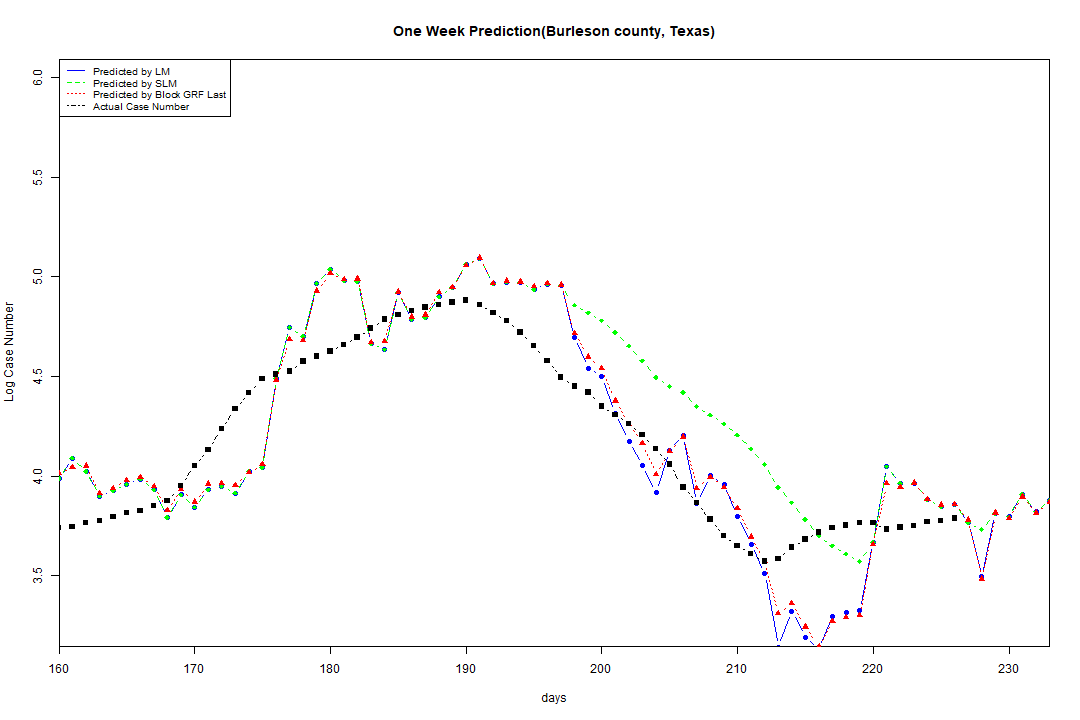 One Week Prediction(Burleson county, Texas)
Predicted by LM
Predicted by SLM
Predicted by Block GRF Last
Actual Case Number
6.0
5.5
5.0
4.5
4.0
3.5
Log Case Number
160 170 180 190 200 210 220 230
days